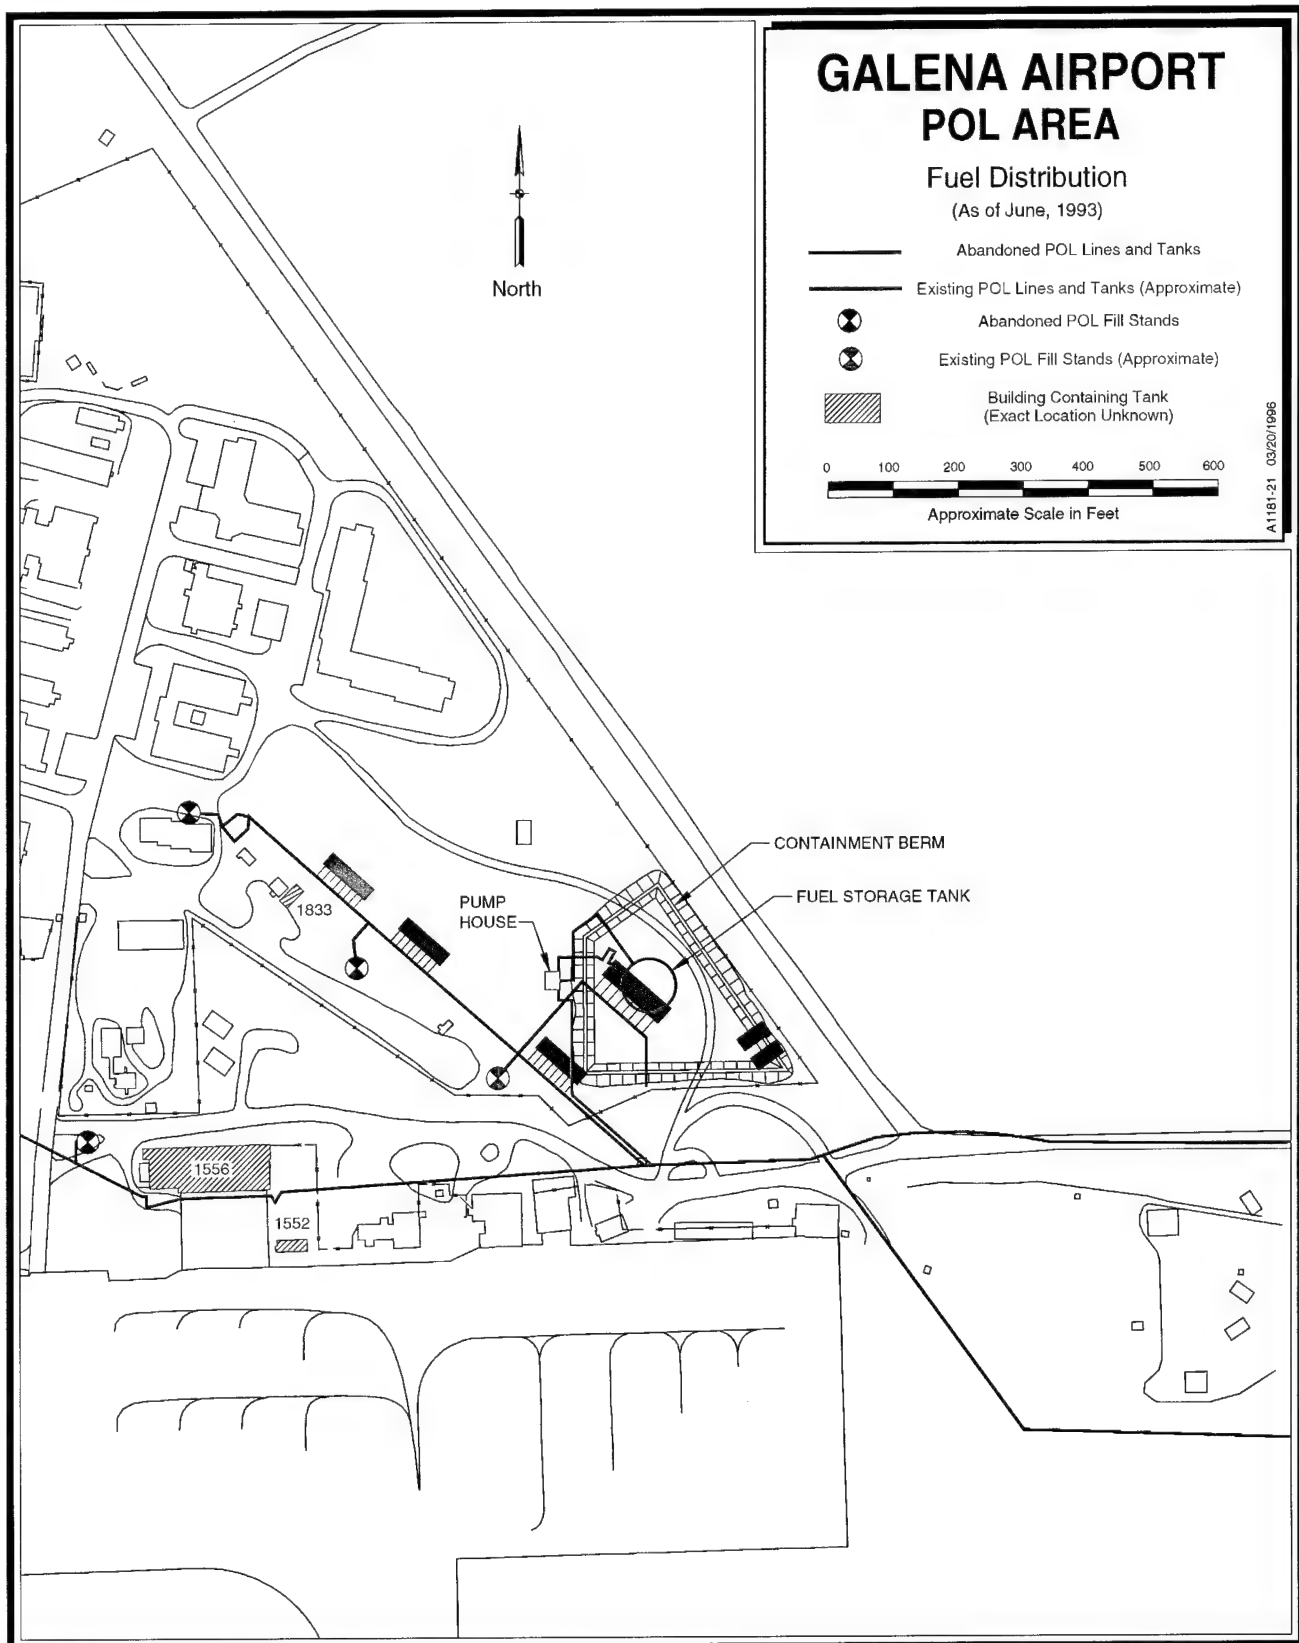 GALENA AIRPORT
POL AREA
Fuel Distribution
(As of June, 1993)
Abandoned POL Lines and Tanks
Existing POL Lines and Tanks (Approximate)
Abandoned POL Fill Stands
Existing POL Fill Stands (Approximate)
Building Containing Tank
(Exact Location Unknown)
0 100 200 300 400 500 600
Approximate Scale in Feet
A1181-21 03/20/1996
North
CONTAINMENT BERM
FUEL STORAGE TANK
PUMP
HOUSE
1833
1556
1552